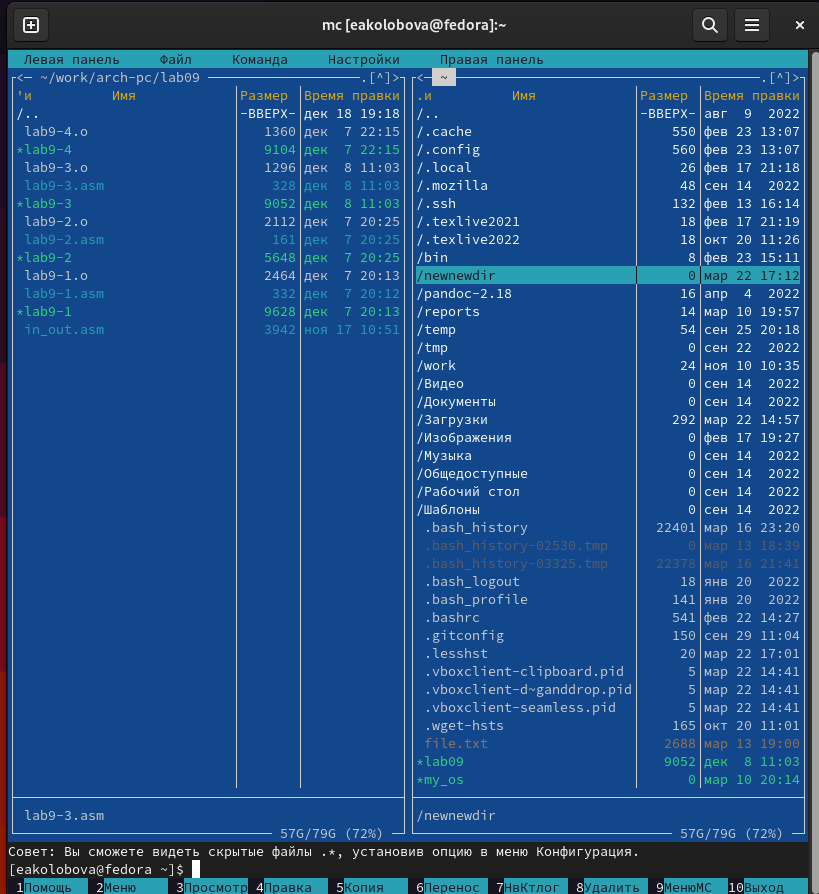 mc [eakolobova@fedora]:~
Левая панель Файл Команда Настройки Правая панель
<─ ~/work/arch-pc/lab09 .[^]>
'и Имя Размер Время правки
/.. -ВВЕРХ- дек 18 19:18
lab9-4.o 1360 дек 7 22:15
*lab9-4 9104 дек 7 22:15
lab9-3.o 1296 дек 8 11:03
lab9-3.asm 328 дек 8 11:03
*lab9-3 9052 дек 8 11:03
lab9-2.o 2112 дек 7 20:25
lab9-2.asm 161 дек 7 20:25
*lab9-2 5648 дек 7 20:25
lab9-1.o 2464 дек 7 20:13
lab9-1.asm 332 дек 7 20:12
*lab9-1 9628 дек 7 20:13
in_out.asm 3942 ноя 17 10:51
lab9-3.asm
57G/79G (72%)
<─ ~ .[^]>
.и Имя Размер Время правки
/.. -ВВЕРХ- авг 9 2022
/.cache 550 фев 23 13:07
/.config 560 фев 23 13:07
/.local 26 фев 17 21:18
/.mozilla 48 сен 14 2022
/.ssh 132 фев 13 16:14
/.texlive2021 18 фев 17 21:19
/.texlive2022 18 окт 20 11:26
/bin 8 фев 23 15:11
/newnewdir 0 мар 22 17:12
/pandoc-2.18 16 апр 4 2022
/reports 14 мар 10 19:57
/temp 54 сен 25 20:18
/tmp 0 сен 22 2022
/work 24 ноя 10 10:35
/Видео 0 сен 14 2022
/Документы 0 сен 14 2022
/Загрузки 292 мар 22 14:57
/Изображения 0 фев 17 19:27
/Музыка 0 сен 14 2022
/Общедоступные 0 сен 14 2022
/Рабочий стол 0 сен 14 2022
/Шаблоны 0 сен 14 2022
.bash_history 22401 мар 16 23:20
.bash_history-02530.tmp 0 мар 13 18:39
.bash_history-03325.tmp 22378 мар 16 21:41
.bash_logout 18 янв 20 2022
.bash_profile 141 янв 20 2022
.bashrc 541 фев 22 14:27
.gitconfig 150 сен 29 11:04
.lesshst 20 мар 22 17:01
.vboxclient-clipboard.pid 5 мар 22 14:41
.vboxclient-d~ganddrop.pid 5 мар 22 14:41
.vboxclient-seamless.pid 5 мар 22 14:41
.wget-hsts 165 окт 20 11:01
file.txt 2688 мар 13 19:00
*lab09 9052 дек 8 11:03
*my_os 0 мар 10 20:14
/newnewdir
57G/79G (72%)
Совет: Вы сможете видеть скрытые файлы .*, установив опцию в меню Конфигурация.
[eakolobova@fedora ~]$
1Помощь 2Меню 3Просмотр 4Правка 5Копия 6Перенос 7НвКтлог 8Удалить 9МенюМС 10Выход